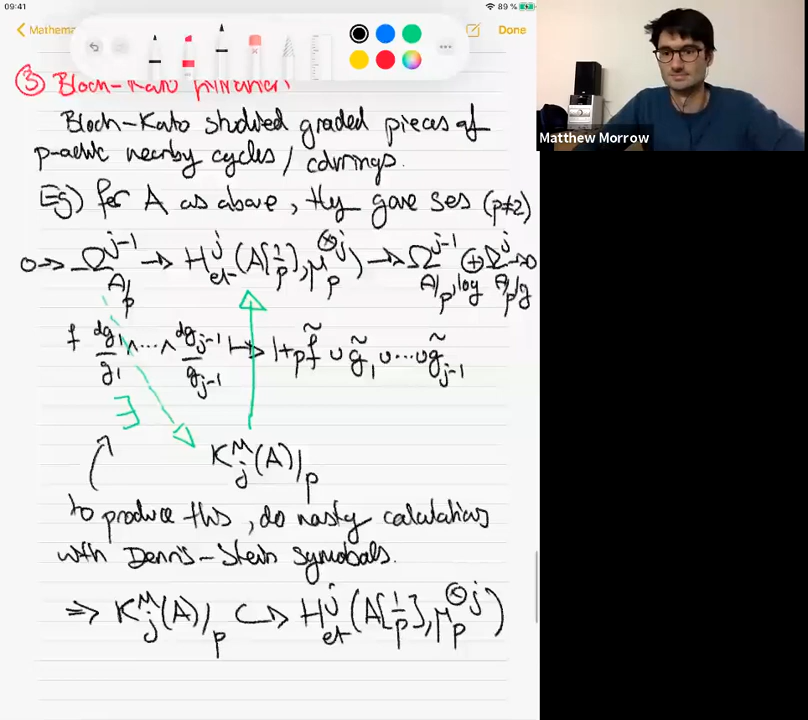 09:41
89%
Mathema
Done
③ Bloch-Kato filtration
Bloch-Kato studied graded pieces of
p-adic nearby cycles / coverings.
Eg) for A as above, they gave ses (p≠2)
0 → Ω^{j-1}_{A/p} → H^j_{et}(A[1/p], μ_p^{⊗j}) → Ω^{j-1}_{A/p,log} ⊕ Ω^j_{A/p,log} → 0
f dg_1/g_1 ∧ ... ∧ dg_{j-1}/g_{j-1} ↦ 1+p f̃ ∪ g̃_1 ∪ ... ∪ g̃_{j-1}
∃
K^M_j(A)/p
to produce this, do nasty calculations
with Dennis-Stein symobals.
⇒ K^M_j(A)/p ↪ H^j_{et}(A[1/p], μ_p^{⊗j})
Matthew Morrow